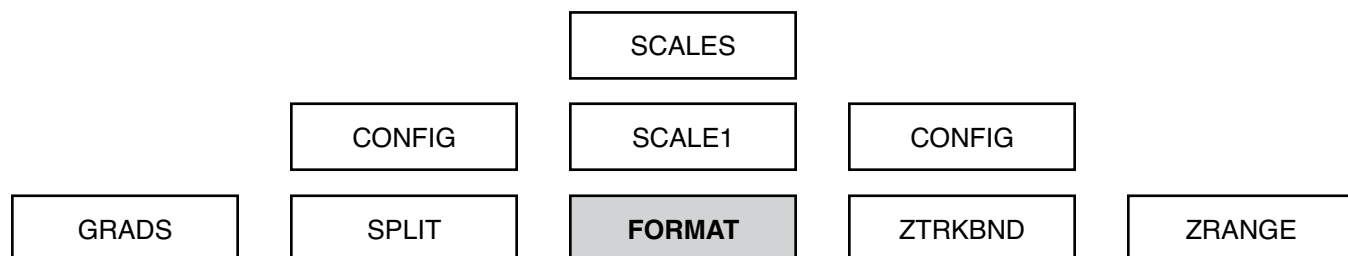 SCALES
CONFIG SCALE1 CONFIG
GRADS SPLIT FORMAT ZTRKBND ZRANGE